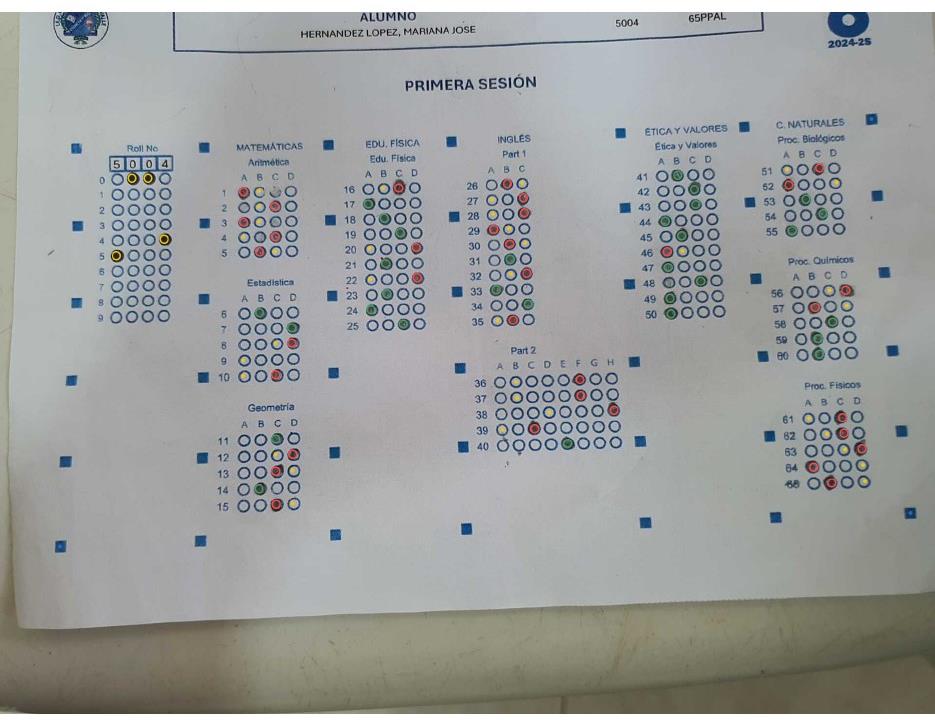 ALUMNO
HERNANDEZ LOPEZ, MARIANA JOSE
5004
65PPAL
6
2024-25
PRIMERA SESIÓN
Roll No
5 0 0 4
0
1
2
3
4
5
6
7
8
9
MATEMÁTICAS
Aritmética
A B C D
1
2
3
4
5
Estadística
A B C D
6
7
8
9
10
Geometría
A B C D
11
12
13
14
15
EDU. FÍSICA
Edu. Física
A B C D
16
17
18
19
20
21
22
23
24
25
INGLÉS
Part 1
A B C
26
27
28
29
30
31
32
33
34
35
Part 2
A B C D E F G H
36
37
38
39
40
ÉTICA Y VALORES
Ética y Valores
A B C D
41
42
43
44
45
46
47
48
49
50
C. NATURALES
Proc. Biológicos
A B C D
51
52
53
54
55
Proc. Químicos
A B C D
56
57
58
59
60
Proc. Físicos
A B C D
61
62
63
64
65